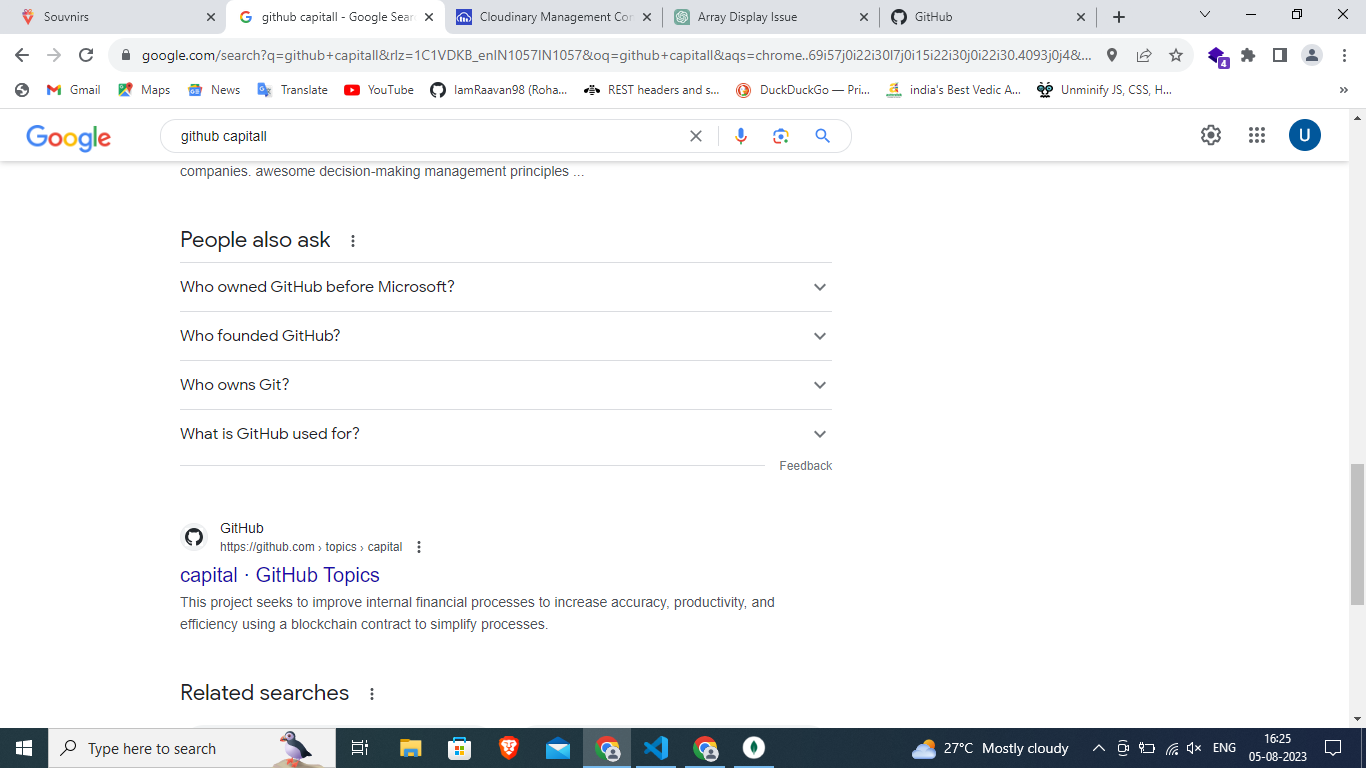 Souvnirs
github capitall - Google Sear
Cloudinary Management Con
Array Display Issue
GitHub
google.com/search?q=github+capitall&rlz=1C1VDKB_enIN1057IN1057&oq=github+capitall&aqs=chrome..69i57j0i22i30l7j0i15i22i30j0i22i30.4093j0j4&...
4
Gmail
Maps
News
Translate
YouTube
IamRaavan98 (Roha...
REST headers and s...
DuckDuckGo — Pri...
india's Best Vedic A...
Unminify JS, CSS, H...
»
Google
github capitall
U
companies. awesome decision-making management principles ...
People also ask
Who owned GitHub before Microsoft?
Who founded GitHub?
Who owns Git?
What is GitHub used for?
Feedback
GitHub
https://github.com › topics › capital
capital · GitHub Topics
This project seeks to improve internal financial processes to increase accuracy, productivity, and
efficiency using a blockchain contract to simplify processes.
Related searches
Type here to search
27°C Mostly cloudy
ENG
16:25
05-08-2023